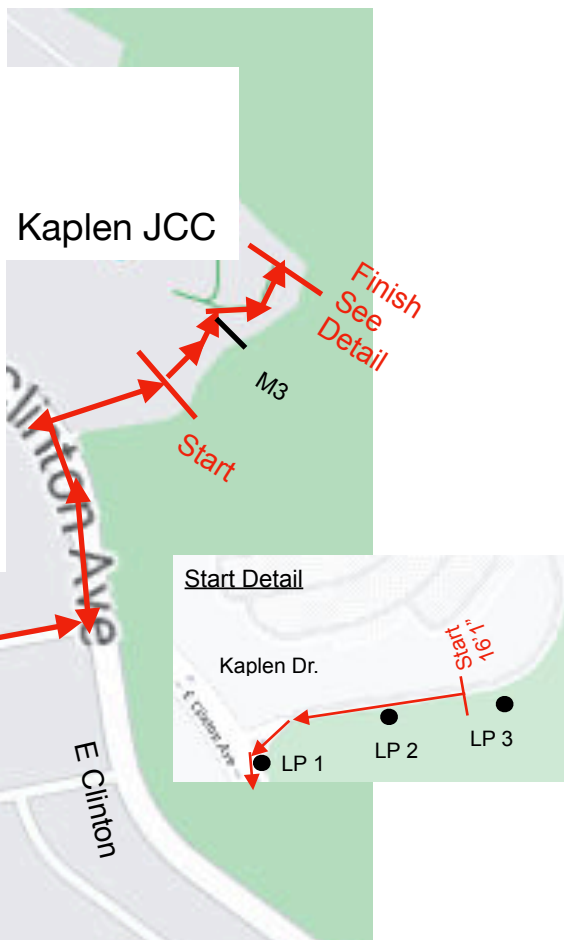 Kaplen JCC
Finish
See
Detail
M3
Start
Clinton Ave
Start Detail
Start
16'1"
Kaplen Dr.
E Clinton Ave
LP 1
LP 2
LP 3
E Clinton